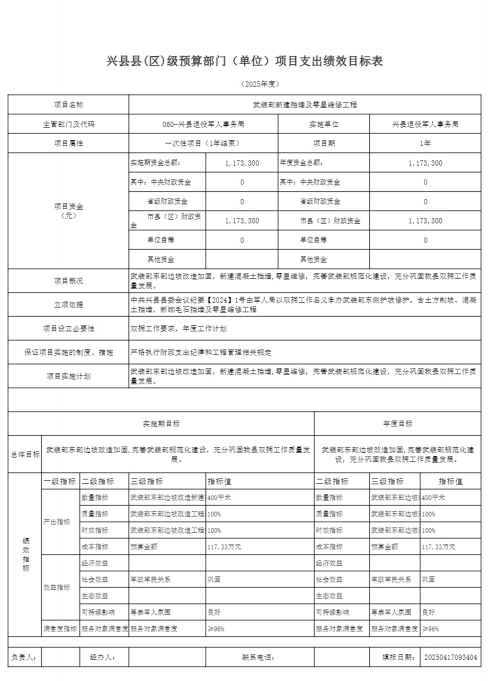 兴县县(区)级预算部门（单位）项目支出绩效目标表
（2025年度）
项目名称 武装部新建挡墙及零星维修工程
主管部门及代码 060-兴县退役军人事务局 实施单位 兴县退役军人事务局
项目属性 一次性项目（1年结束） 项目期 1年
项目资金（元） 实施期资金总额: 1,173,300 年度资金总额: 1,173,300
其中: 中央财政资金 0 其中: 中央财政资金 0
省级财政资金 0 省级财政资金 0
市县（区）财政资金 1,173,300 市县（区）财政资金 1,173,300
单位自筹 0 单位自筹 0
其他资金 其他资金
项目概况 武装部东部边坡改造加固，新建混凝土挡墙,零星维修，完善武装部规范化建设，充分巩固我县双拥工作质量发展。
立项依据 中共兴县县委会议纪要【2024】1号由军人局以双拥工作名义承办武装部东侧护坡修护，含土方削坡、混凝土挡墙，新砌毛石挡墙及零星维修工程
项目设立必要性 双拥工作要求，年度工作计划
保证项目实施的制度、措施 严格执行财政支出纪律和工程管理相关规定
项目实施计划 武装部东部边坡改造加固，新建混凝土挡墙,零星维修，完善武装部规范化建设，充分巩固我县双拥工作质量发展。
实施期目标 年度目标
总体目标 武装部东部边坡改造加固,完善武装部规范化建设，充分巩固我县双拥工作质量发展。 武装部东部边坡改造加固,完善武装部规范化建设，充分巩固我县双拥工作质量发展。
绩效指标 一级指标 二级指标 三级指标 指标值 二级指标 三级指标 指标值
产出指标 数量指标 武装部东部边坡改造新建 400平米 数量指标 武装部东部边坡 400平米
质量指标 武装部东部边坡改造工程 100% 质量指标 武装部东部边坡 100%
时效指标 武装部东部边坡改造工程 100% 时效指标 武装部东部边坡 100%
成本指标 预算金额 117.33万元 成本指标 预算金额 117.33万元
效益指标 经济效益 经济效益
社会效益 军政军民关系 巩固 社会效益 军政军民关系 巩固
生态效益 生态效益
可持续影响 尊崇军人氛围 良好 可持续影响 尊崇军人氛围 良好
满意度指标 服务对象满意度 服务对象满意度 ≥96% 服务对象满意度 服务对象满意度 ≥96%
负责人: 经办人: 联系电话: 填报日期: 20250417093404